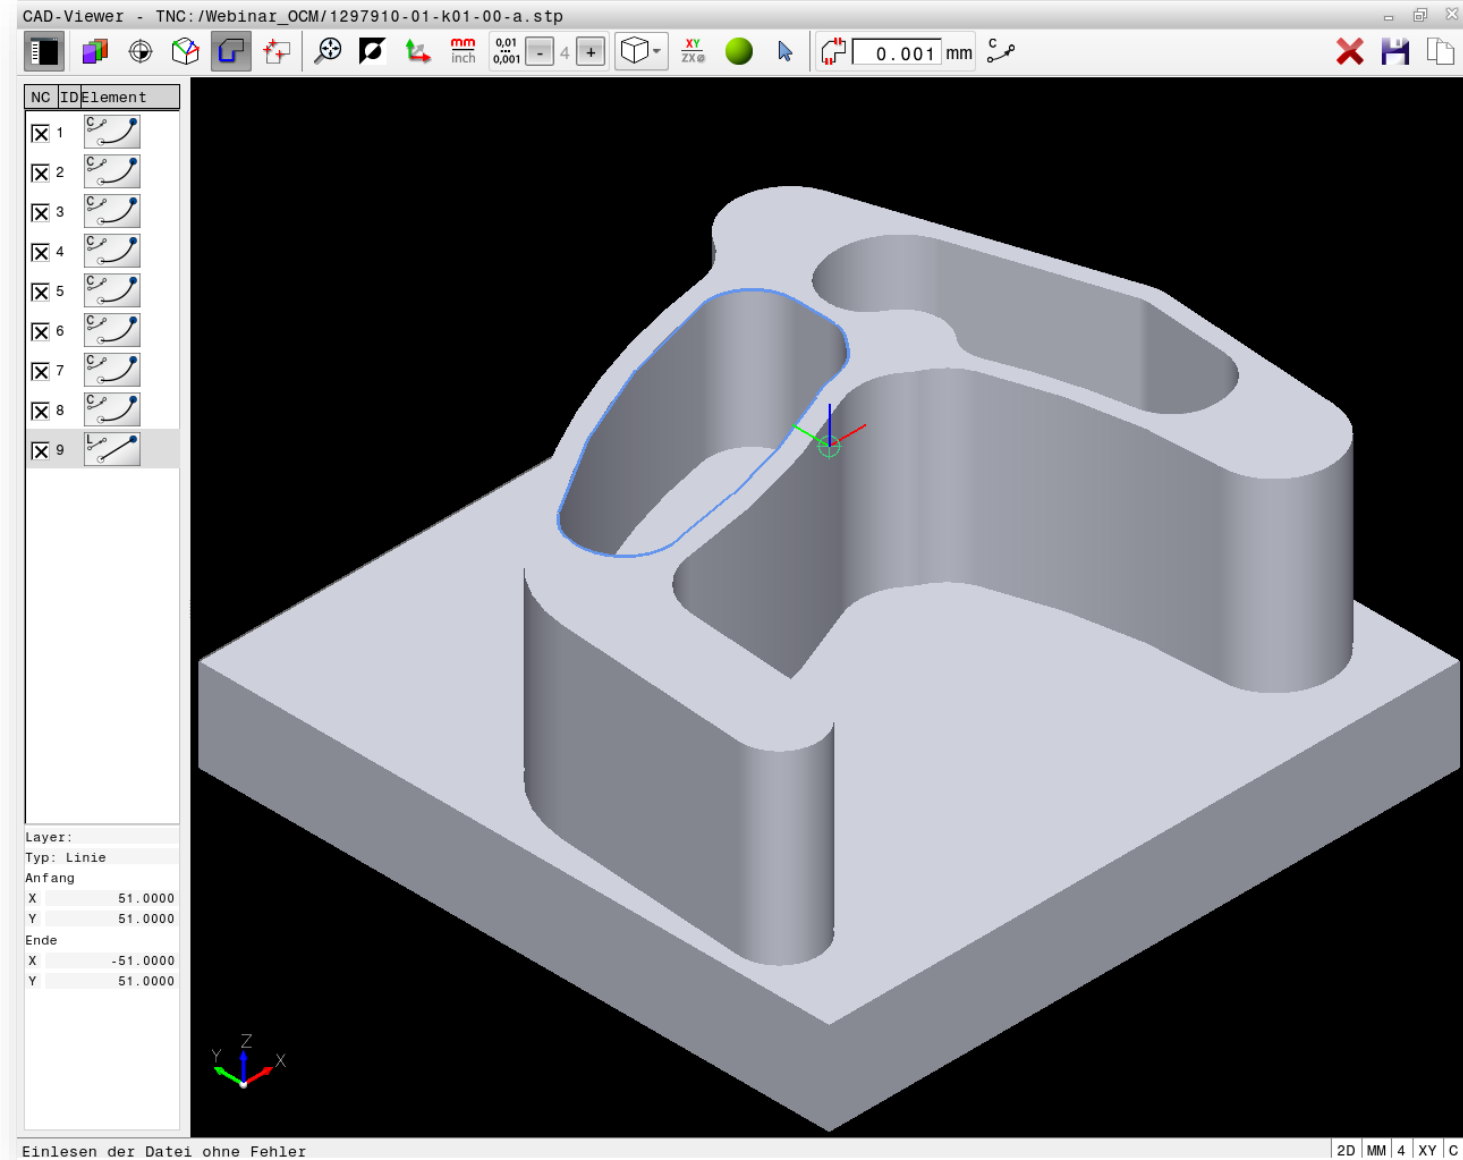 CAD-Viewer - TNC:/Webinar_OCM/1297910-01-k01-00-a.stp
mm
inch
0,01
0,001
- 4 +
XY
ZXø
0.001 mm
C
NC ID Element
1 C
2 C
3 C
4 C
5 C
6 C
7 C
8 C
9 L
Layer:
Typ: Linie
Anfang
X 51.0000
Y 51.0000
Ende
X -51.0000
Y 51.0000
Z
Y X
Einlesen der Datei ohne Fehler
2D MM 4 XY C